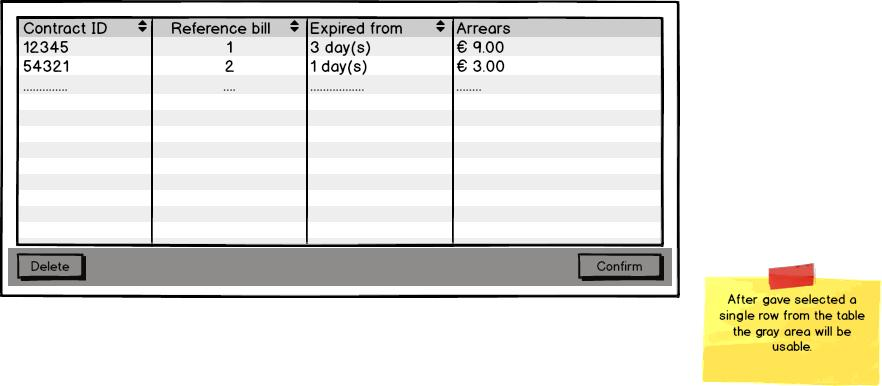 Contract ID Reference bill Expired from Arrears
12345 1 3 day(s) € 9.00
54321 2 1 day(s) € 3.00
.............. .... ................. ........
Delete Confirm
After gave selected a
single row from the table
the gray area will be
usable.